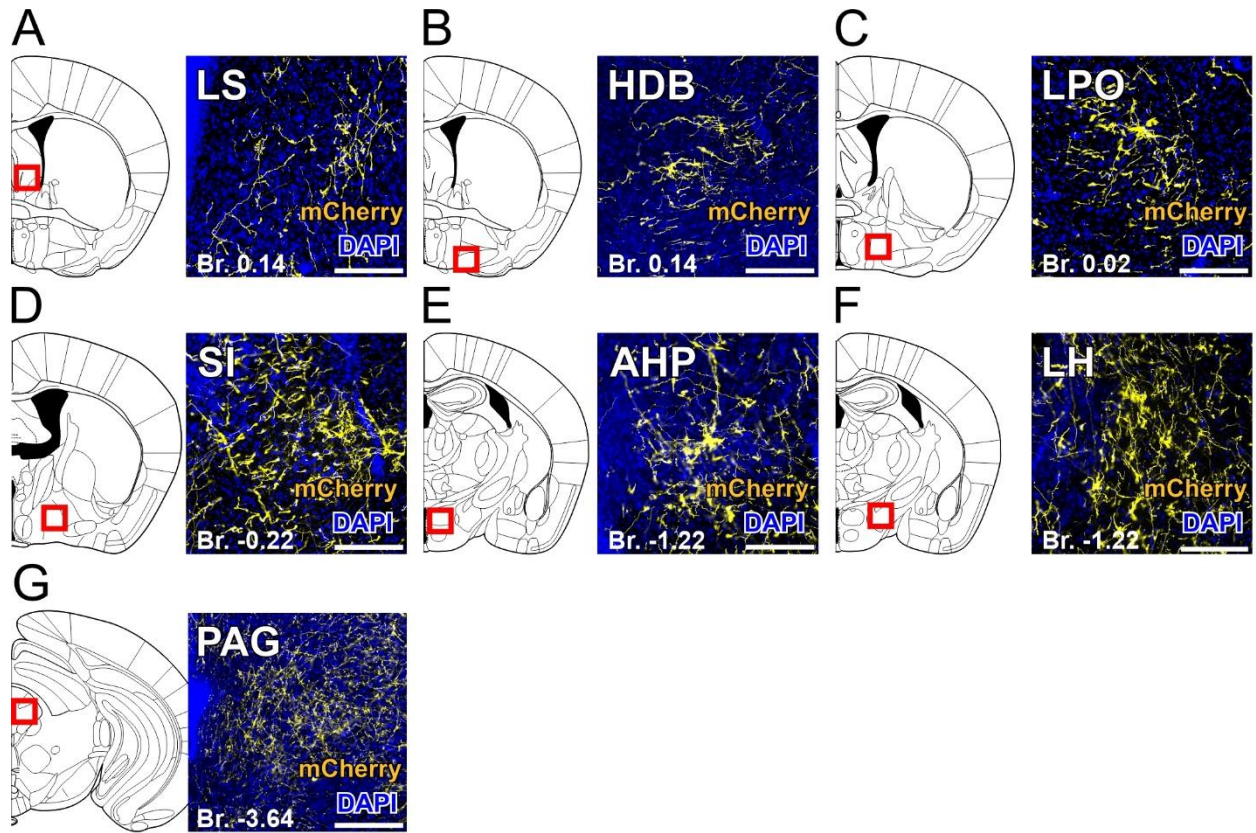 A
LS
mCherry
DAPI
Br. 0.14
B
HDB
mCherry
DAPI
Br. 0.14
C
LPO
mCherry
DAPI
Br. 0.02
D
SI
mCherry
DAPI
Br. -0.22
E
AHP
mCherry
DAPI
Br. -1.22
F
LH
mCherry
DAPI
Br. -1.22
G
PAG
mCherry
DAPI
Br. -3.64